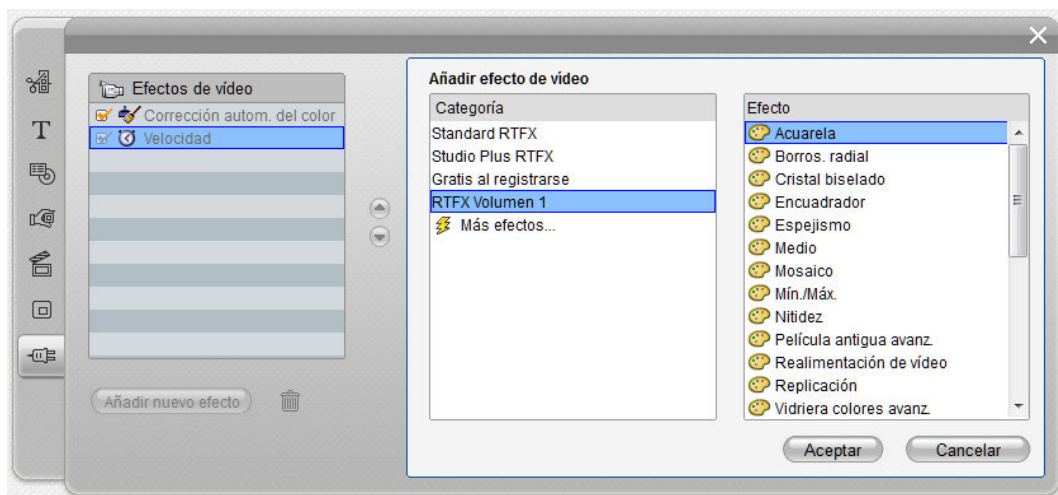 Efectos de vídeo
Corrección autom. del color
Velocidad
Añadir nuevo efecto
T
Añadir efecto de vídeo
Categoría
Standard RTFX
Studio Plus RTFX
Gratis al registrarse
RTFX Volumen 1
Más efectos...
Efecto
Acuarela
Borros. radial
Cristal biselado
Encuadrador
Espejismo
Medio
Mosaico
Mín./Máx.
Nitidez
Película antigua avanz.
Realimentación de vídeo
Replicación
Vidriera colores avanz.
Aceptar
Cancelar